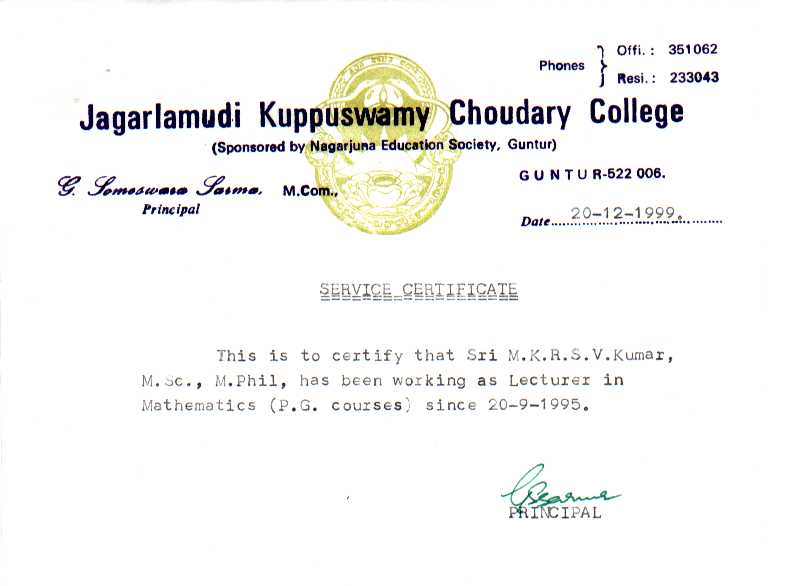 Phones
Offi. : 351062
Resi. : 233043
Jagarlamudi Kuppuswamy Choudary College
(Sponsored by Nagarjuna Education Society, Guntur)
G. Someswara Sarma, M.Com.,
Principal
GUNTUR-522 006.
Date 20-12-1999.
SERVICE CERTIFICATE
This is to certify that Sri M.K.R.S.V.Kumar,
M.Sc., M.Phil, has been working as Lecturer in
Mathematics (P.G. courses) since 20-9-1995.
PRINCIPAL